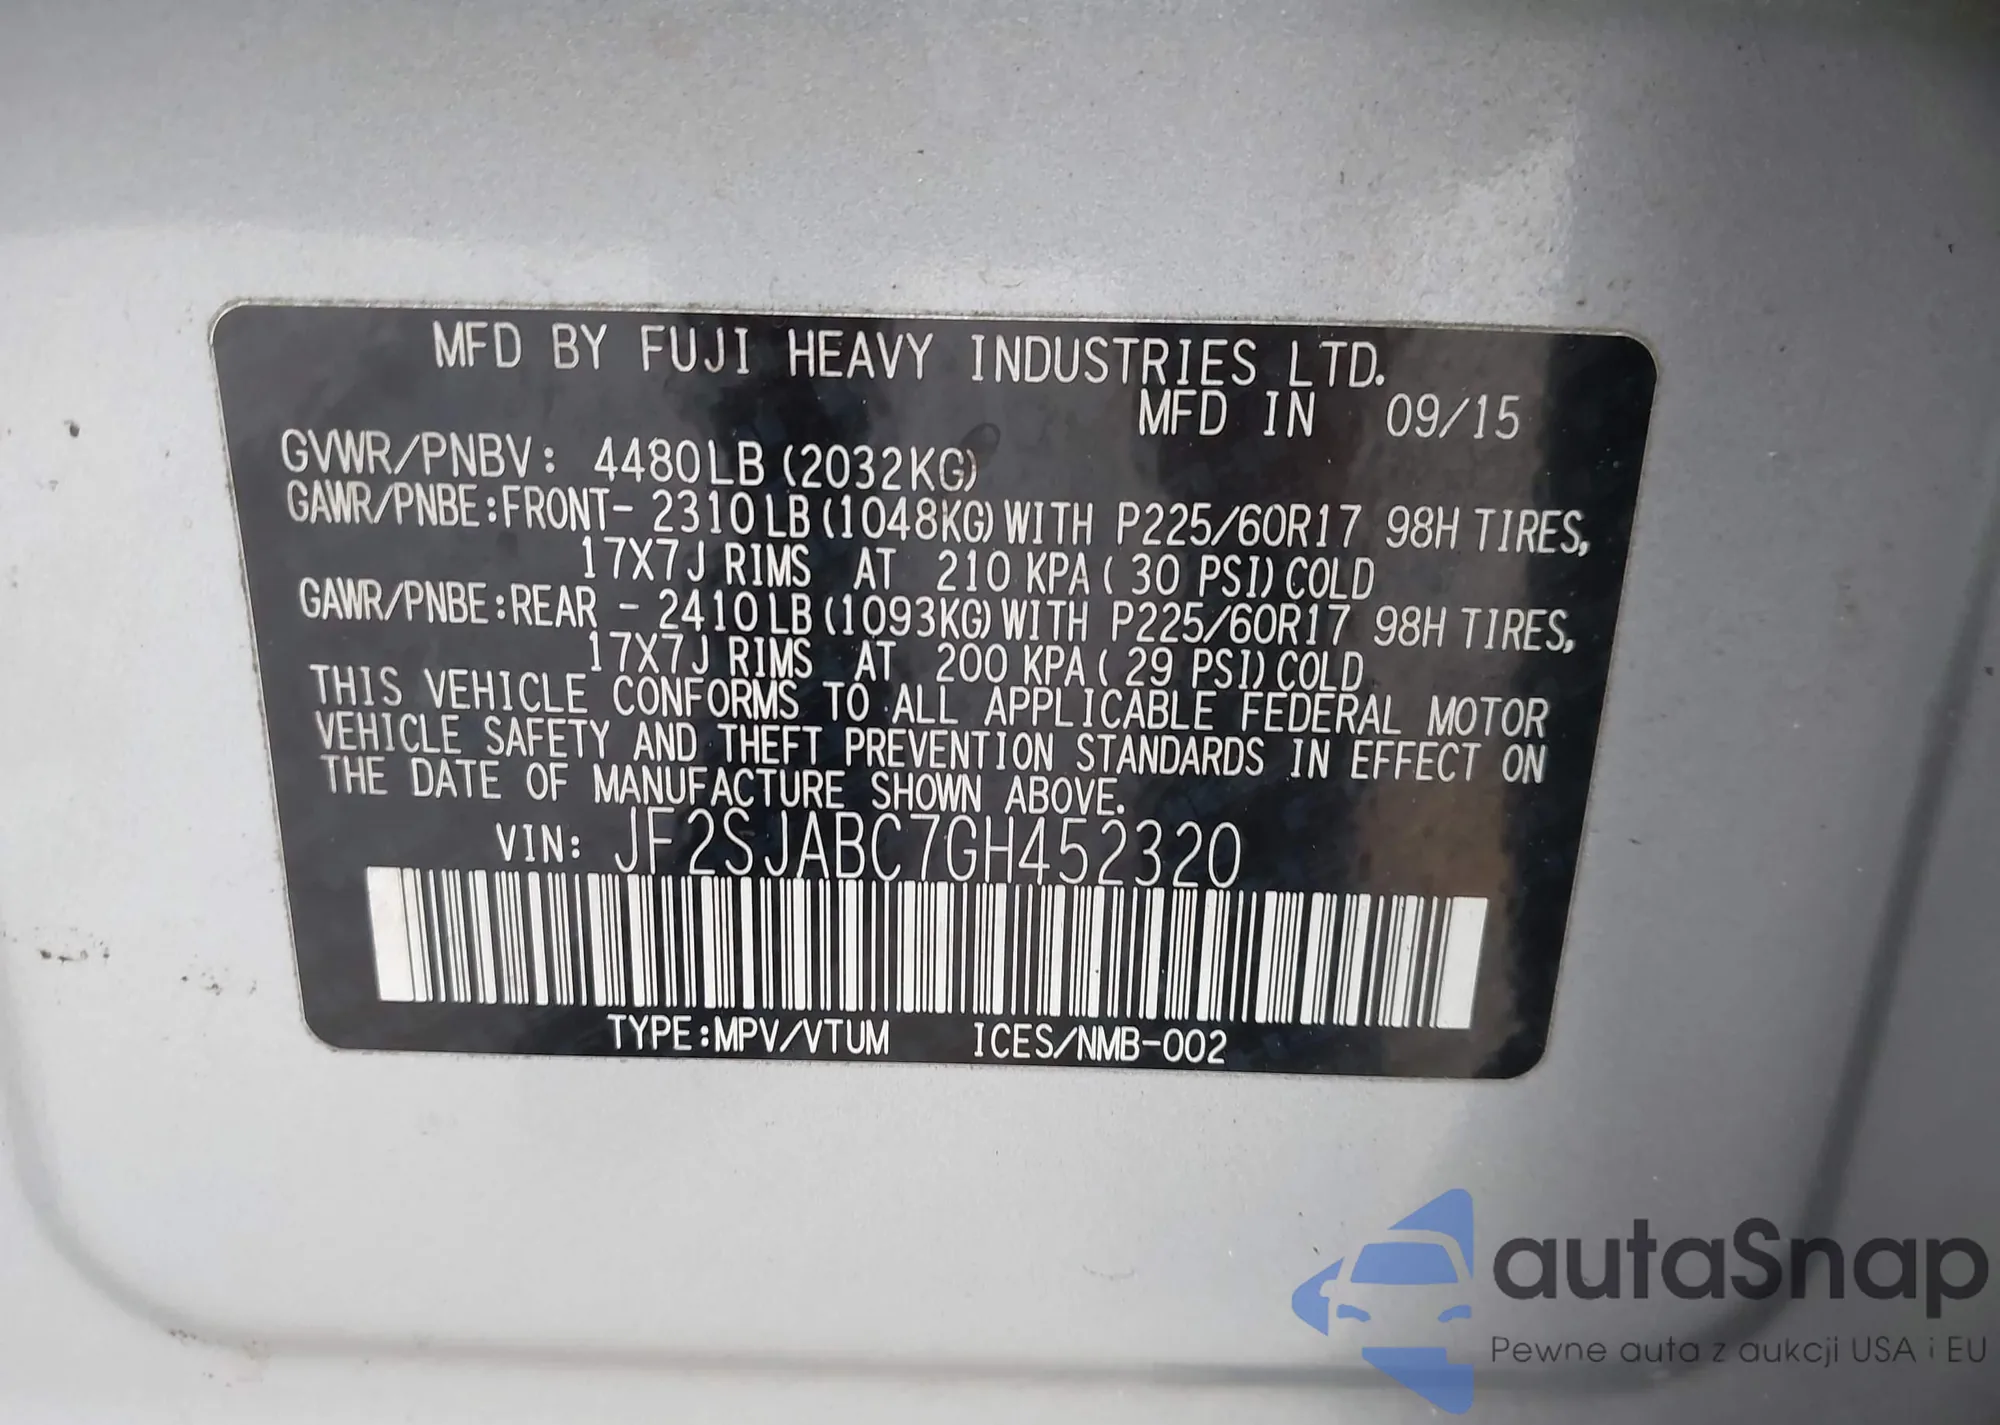 MFD BY FUJI HEAVY INDUSTRIES LTD.
MFD IN 09/15
GVWR/PNBV: 4480LB (2032KG)
GAWR/PNBE:FRONT- 2310LB(1048KG)WITH P225/60R17 98H TIRES,
17X7J RIMS AT 210 KPA( 30 PSI)COLD
GAWR/PNBE:REAR - 2410LB(1093KG)WITH P225/60R17 98H TIRES,
17X7J RIMS AT 200 KPA( 29 PSI)COLD
THIS VEHICLE CONFORMS TO ALL APPLICABLE FEDERAL MOTOR
VEHICLE SAFETY AND THEFT PREVENTION STANDARDS IN EFFECT ON
THE DATE OF MANUFACTURE SHOWN ABOVE.
VIN: JF2SJABC7GH452320
TYPE:MPV/VTUM ICES/NMB-002
autaSnap
Pewne auta z aukcji USA i EU